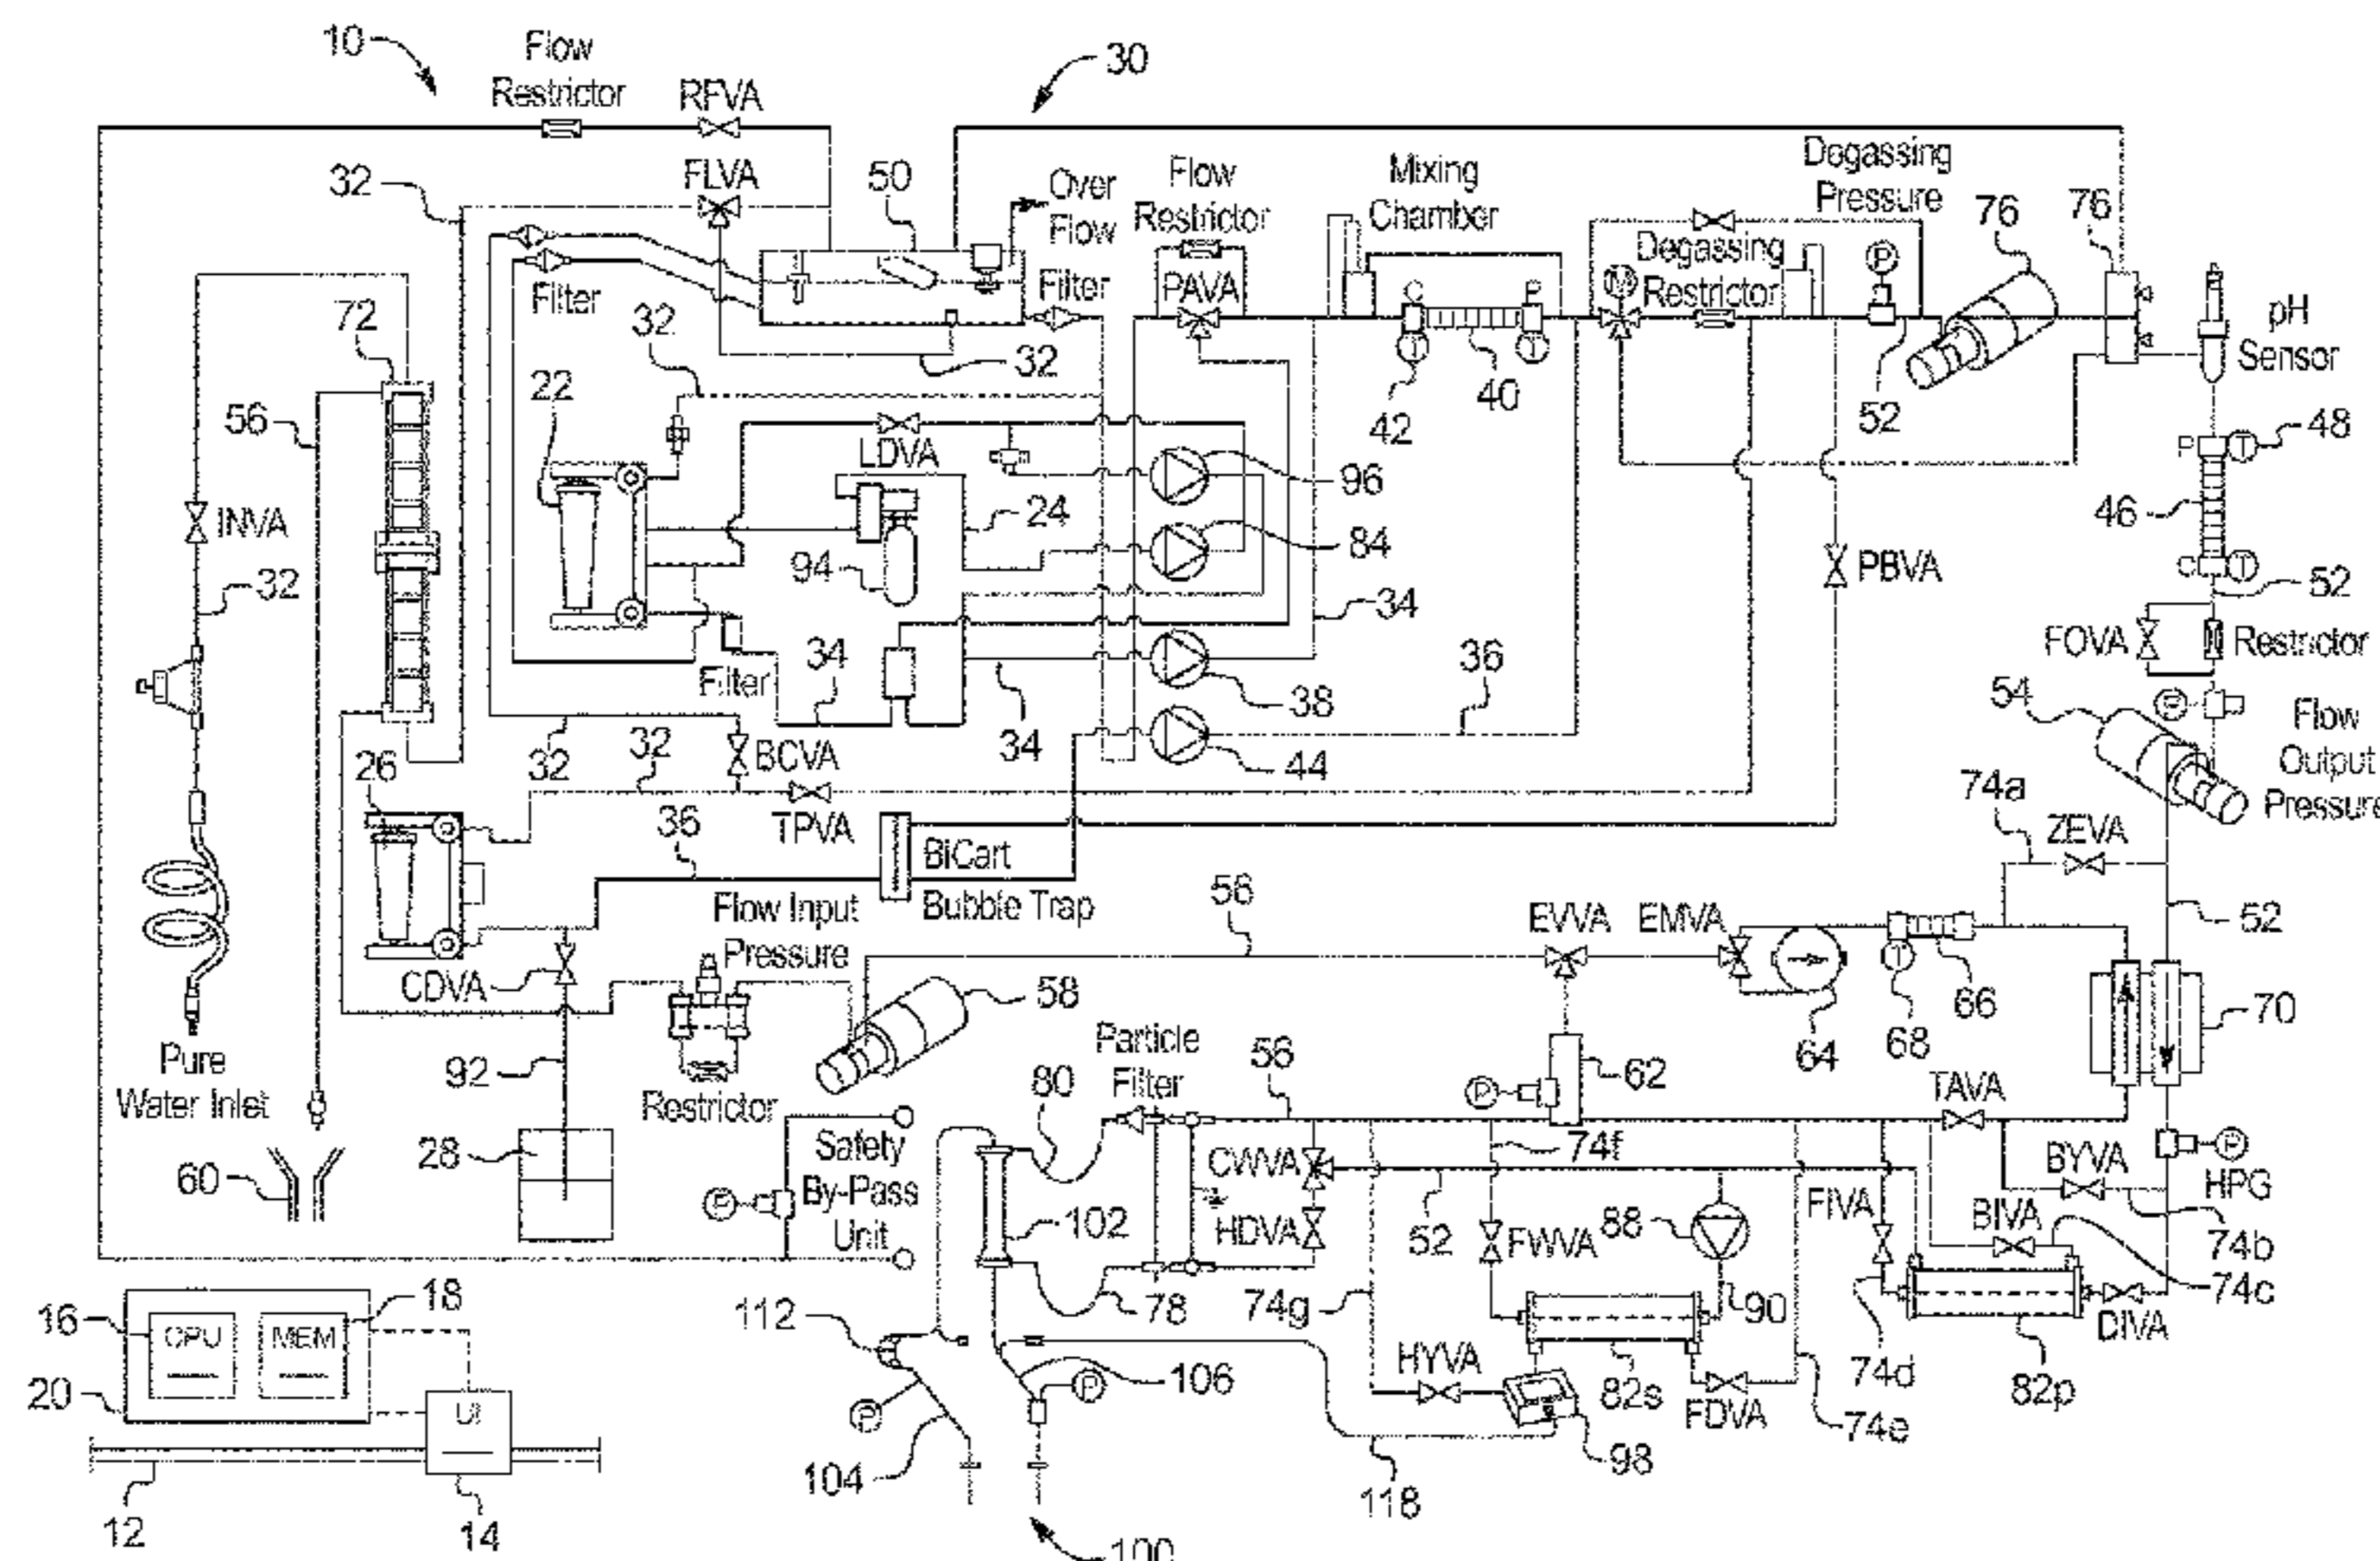 10
Flow
Restrictor
RFVA
30
32
FLVA
50
Over
Flow
Flow
Restrictor
Mixing
Chamber
Degassing
Pressure
76
76
Filter
Filter
PAVA
Degassing
Restrictor
P
M
C
P
T
T
pH
Sensor
72
32
32
22
42
40
52
56
LDVA
96
P
T
48
INVA
24
84
46
94
PBVA
C
T
32
34
52
FOVA
Restrictor
Filter
34
38
36
54
P
Flow
Output
Pressure
32
32
BCVA
34
44
26
74a
ZEVA
36
TPVA
BiCart
Bubble Trap
Flow Input
Pressure
56
EVVA
EMVA
52
CDVA
58
T
66
70
Pure
Water Inlet
92
Particle
Filter
64
68
Restrictor
80
56
P
62
TAVA
28
Safety
By-Pass
Unit
CWVA
74f
BYVA
P
HPG
60
P
102
HDVA
52
FWVA
88
FIVA
BIVA
74b
74c
16
CPU
18
MEM
112
78
74g
90
DIVA
HYVA
106
P
82s
74d
82p
20
UI
P
FDVA
74e
104
98
118
12
14
100